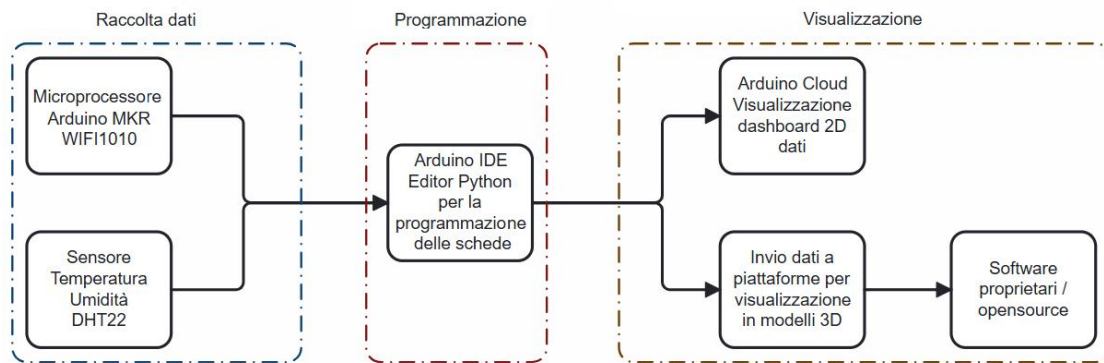 Raccolta dati
Programmazione
Visualizzazione
Microprocessore
Arduino MKR
WIFI1010
Sensore
Temperatura
Umidità
DHT22
Arduino IDE
Editor Python
per la
programmazione
delle schede
Arduino Cloud
Visualizzazione
dashboard 2D
dati
Invio dati a
piattaforme per
visualizzazione
in modelli 3D
Software
proprietari /
opensource